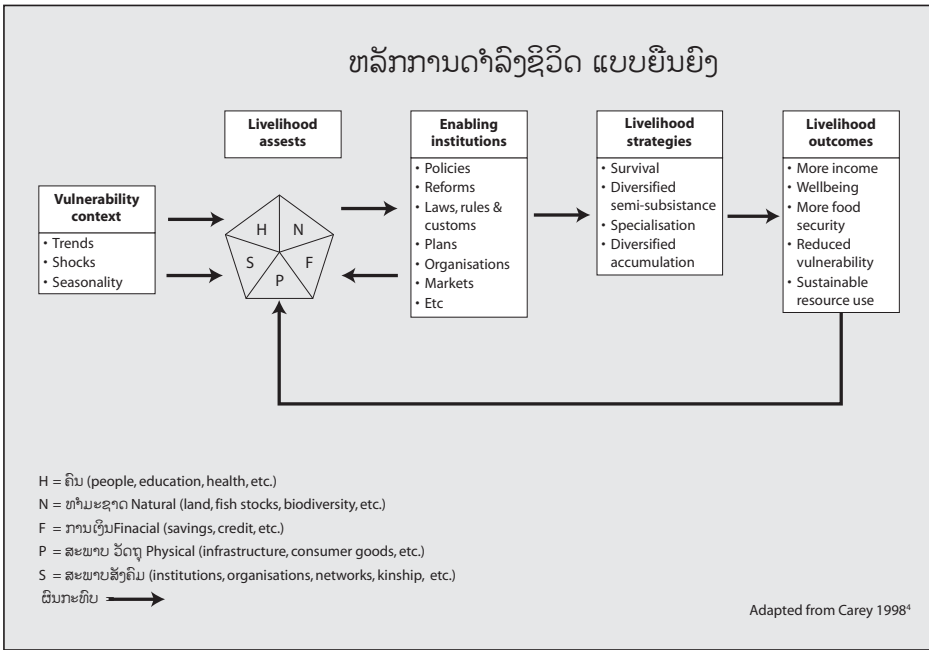 ຫລັກການດຳລົງຊິວິດ ແບບຍືນຍົງ
Livelihood
assests
Enabling
institutions
• Policies
• Reforms
• Laws, rules &
customs
• Plans
• Organisations
• Markets
• Etc
Livelihood
strategies
• Survival
• Diversified
semi-subsistance
• Specialisation
• Diversified
accumulation
Livelihood
outcomes
• More income
• Wellbeing
• More food
security
• Reduced
vulnerability
• Sustainable
resource use
Vulnerability
context
• Trends
• Shocks
• Seasonality
H N
S F
P
H = ຄົນ (people, education, health, etc.)
N = ທຳມະຊາດ Natural (land, fish stocks, biodiversity, etc.)
F = ການເງິນFinacial (savings, credit, etc.)
P = ສະພາບ ວັດຖຸ Physical (infrastructure, consumer goods, etc.)
S = ສະພາບສັງຄົມ (institutions, organisations, networks, kinship, etc.)
ຜົນກະທົບ =
Adapted from Carey 1998⁴